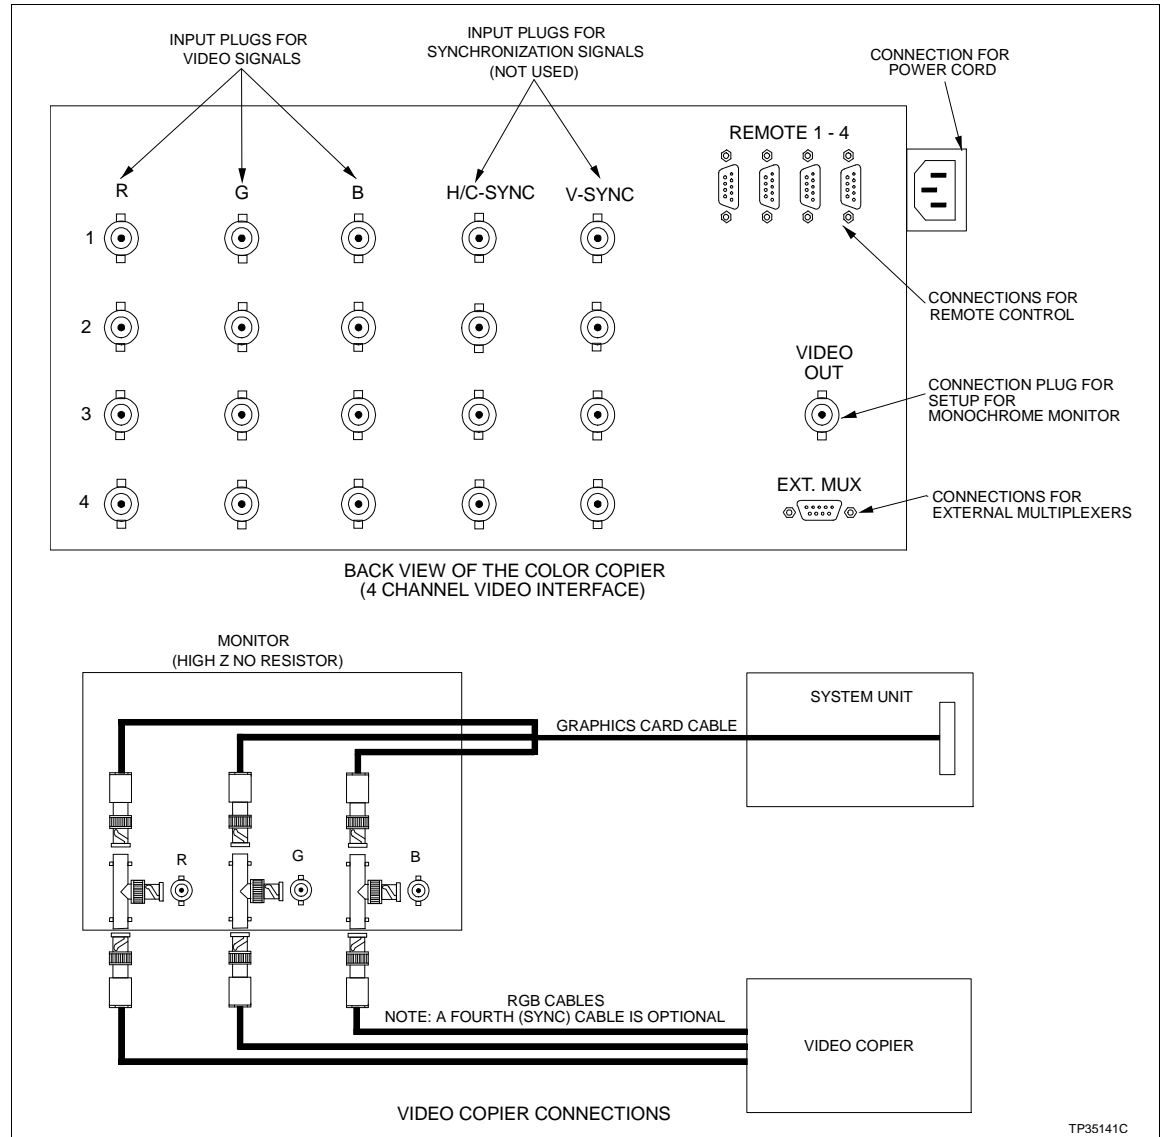 INPUT PLUGS FOR
VIDEO SIGNALS
INPUT PLUGS FOR
SYNCHRONIZATION SIGNALS
(NOT USED)
CONNECTION FOR
POWER CORD
REMOTE 1 - 4
R
G
B
H/C-SYNC
V-SYNC
1
2
3
4
CONNECTIONS FOR
REMOTE CONTROL
VIDEO
OUT
CONNECTION PLUG FOR
SETUP FOR
MONOCHROME MONITOR
EXT. MUX
CONNECTIONS FOR
EXTERNAL MULTIPLEXERS
BACK VIEW OF THE COLOR COPIER
(4 CHANNEL VIDEO INTERFACE)
MONITOR
(HIGH Z NO RESISTOR)
SYSTEM UNIT
GRAPHICS CARD CABLE
R
G
B
RGB CABLES
NOTE: A FOURTH (SYNC) CABLE IS OPTIONAL
VIDEO COPIER
VIDEO COPIER CONNECTIONS
TP35141C